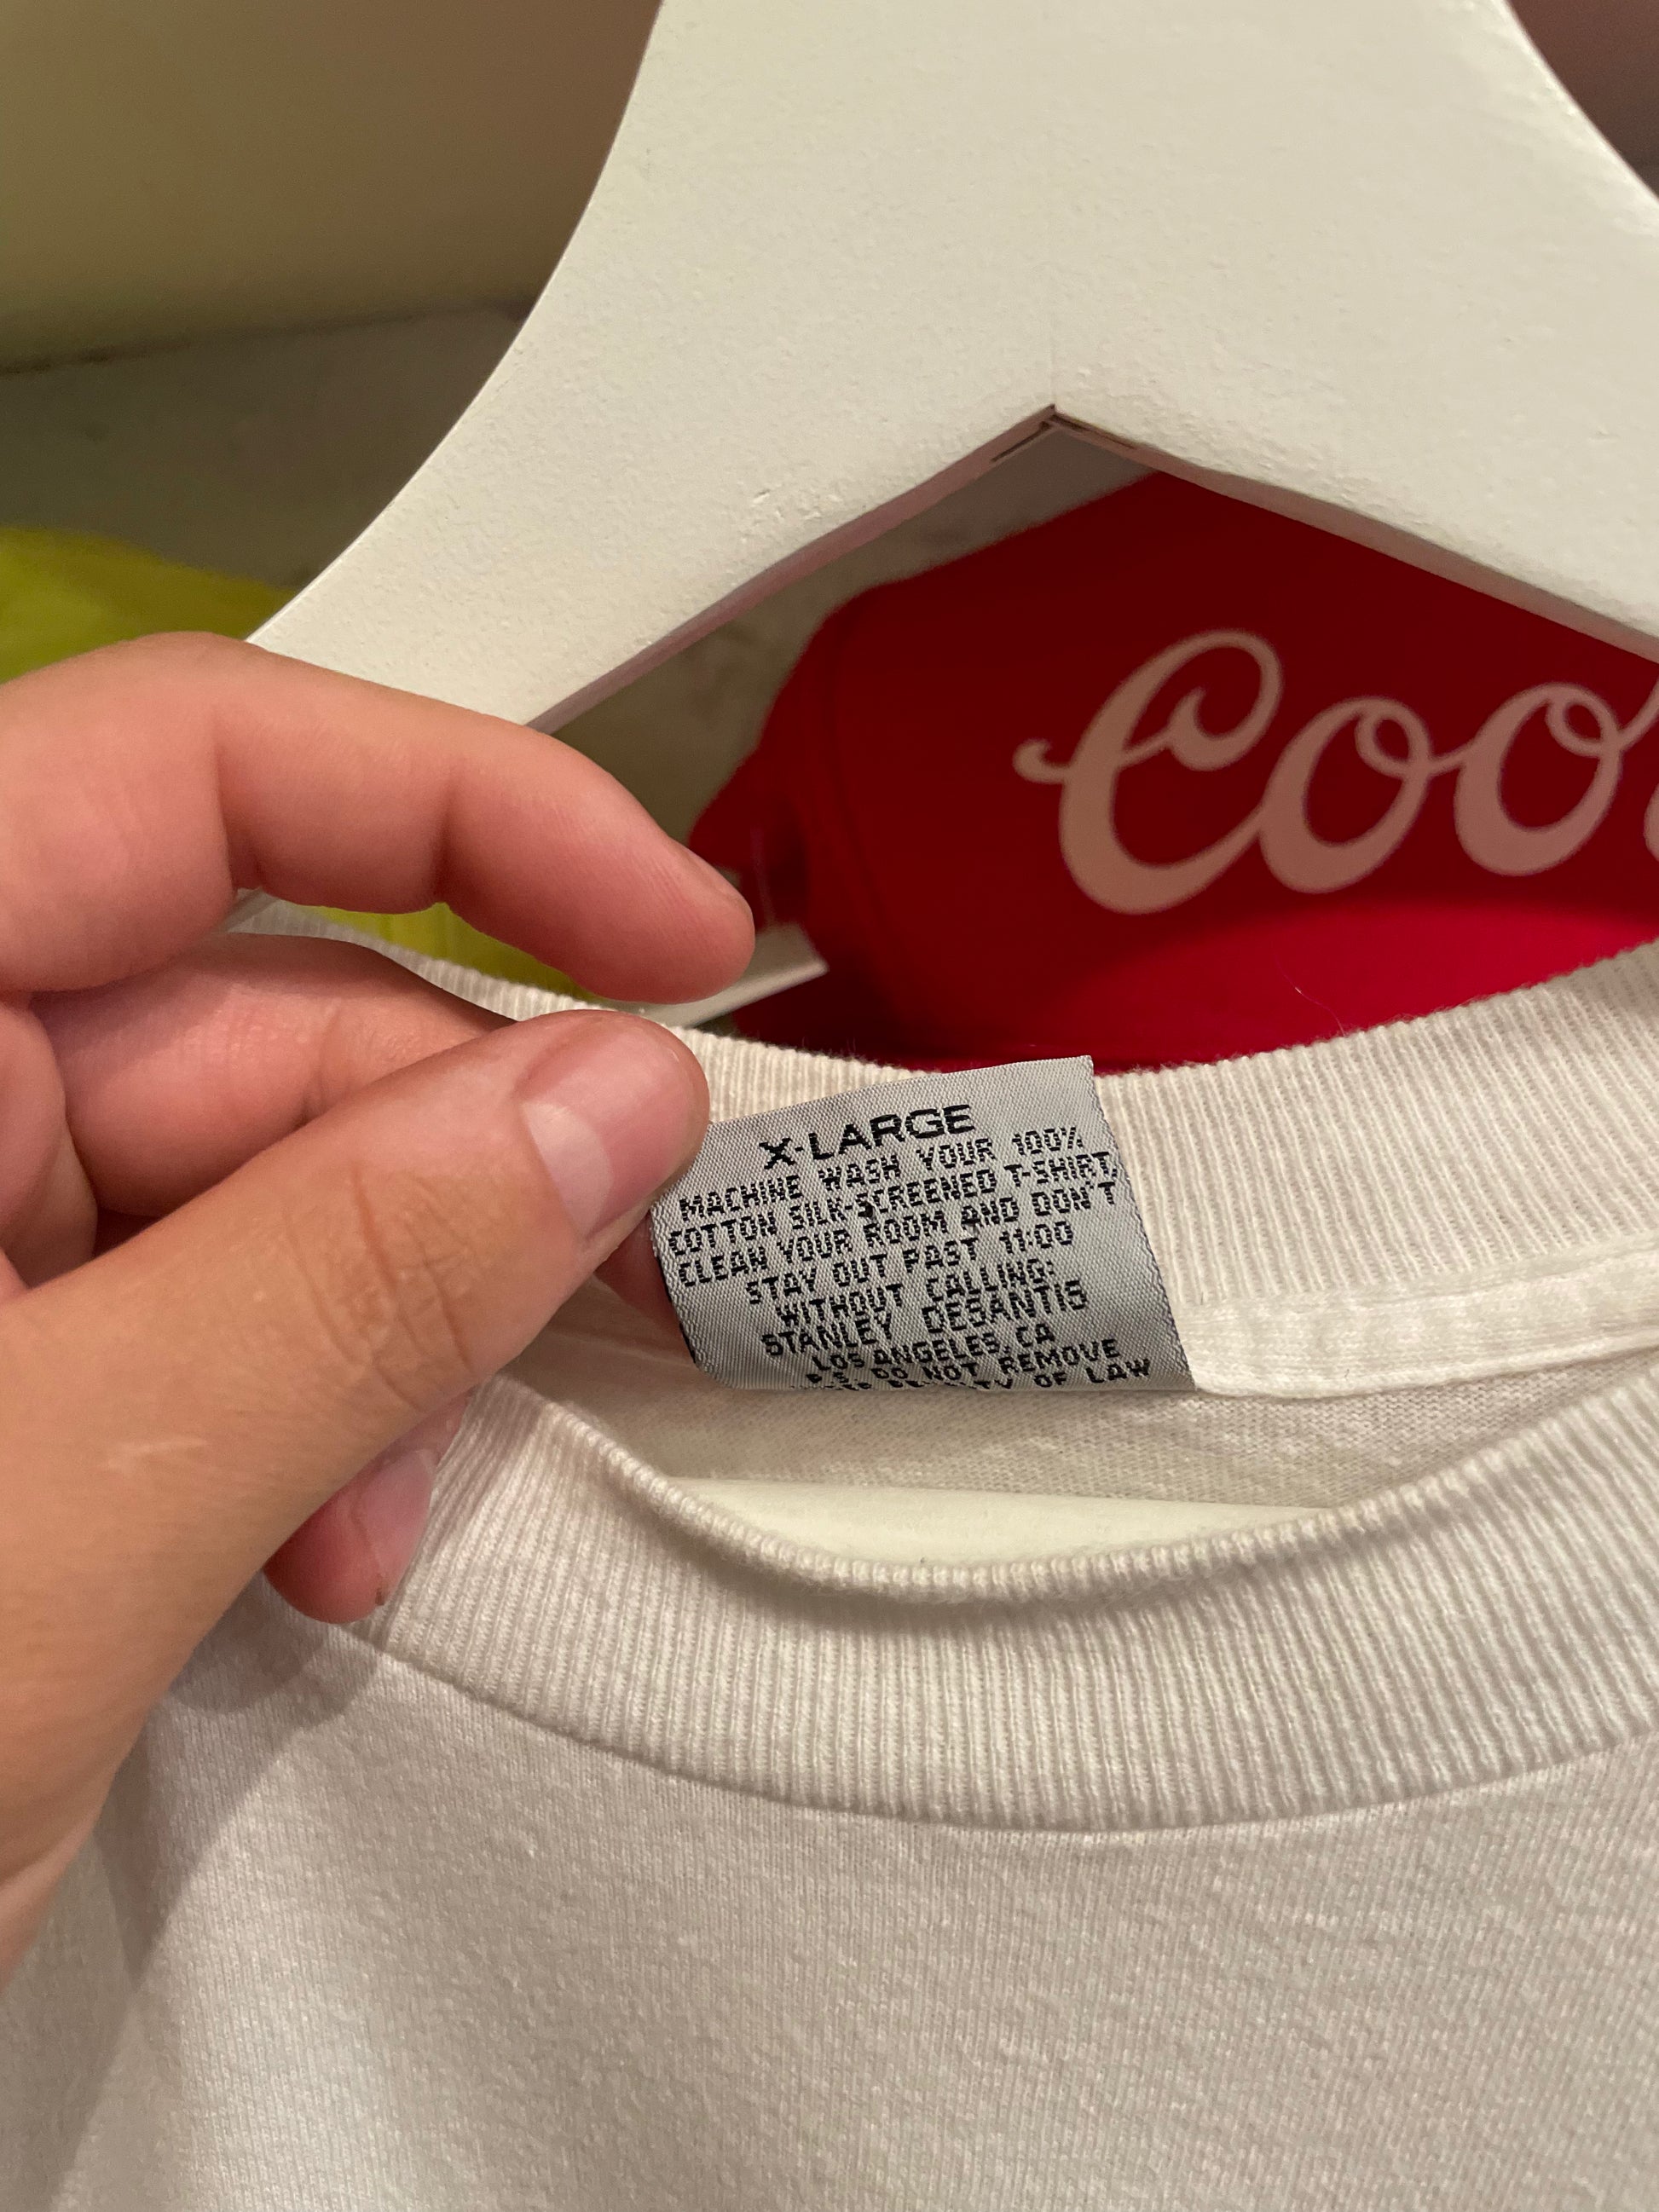 Coo
X-LARGE
MACHINE WASH YOUR 100%
COTTON SILK-SCREENED T-SHIRT,
CLEAN YOUR ROOM AND DON'T
STAY OUT PAST 11:00
WITHOUT CALLING:
STANLEY DESANTIS
LOS ANGELES, CA
P.S. DO NOT REMOVE
OF LAW